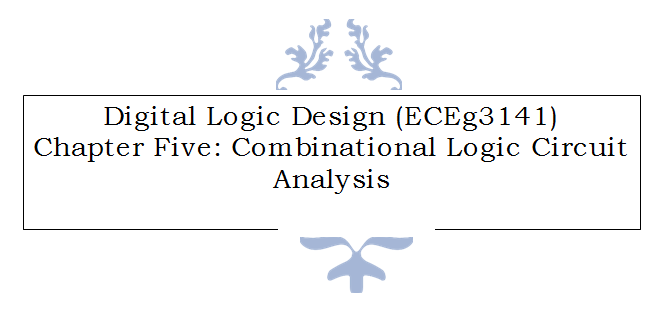 Digital Logic Design (ECEg3141)
Chapter Five: Combinational Logic Circuit
Analysis